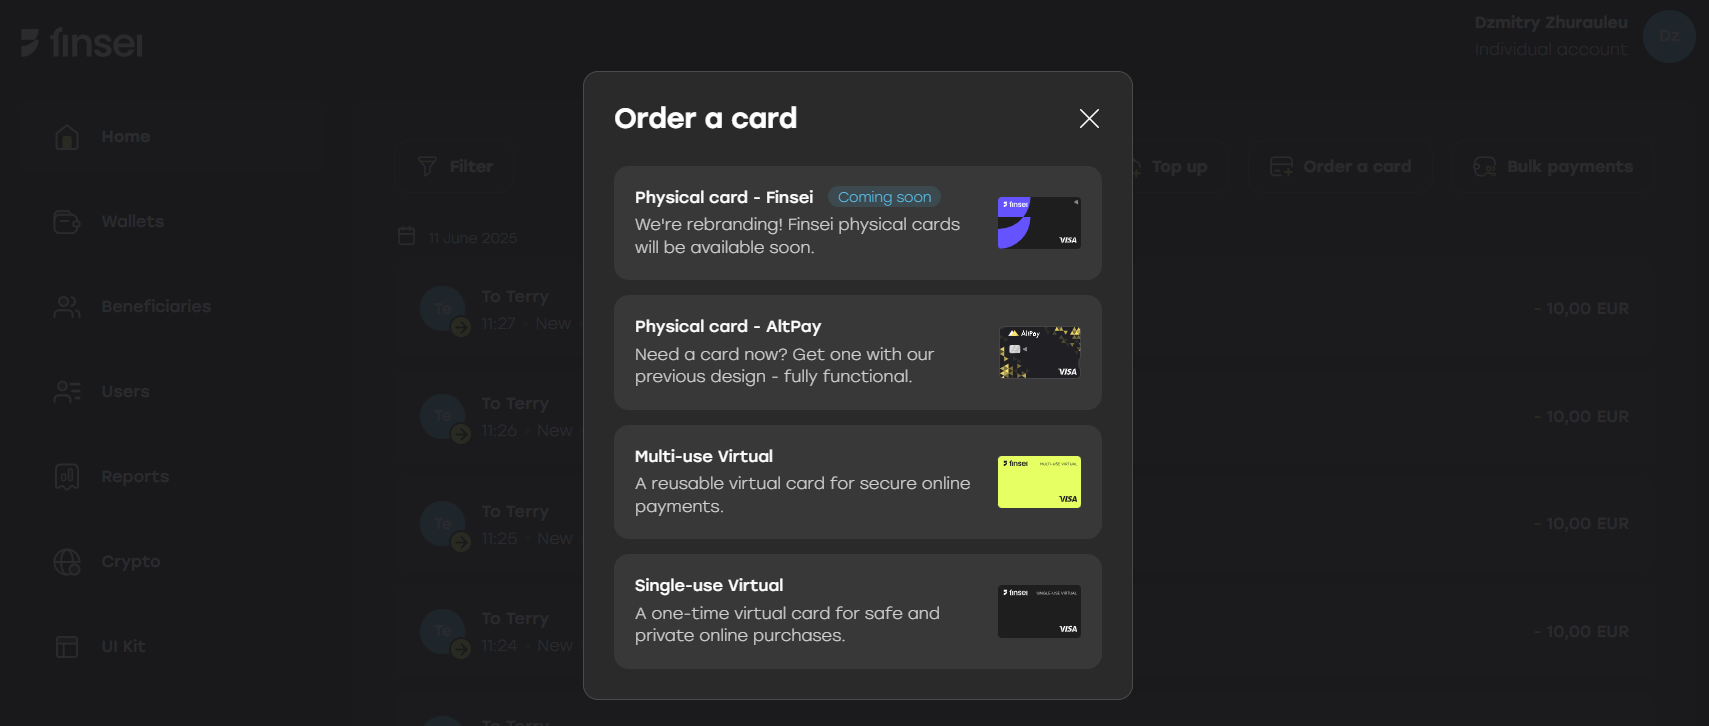 finsei
Dzmitry Zhurauleu
Individual account
Dz
Home
Wallets
Beneficiaries
Users
Reports
Crypto
UI Kit
Filter
Top up
Order a card
Bulk payments
11 June 2025
Te
To Terry
11:27 • New
- 10,00 EUR
Te
To Terry
11:26 • New
- 10,00 EUR
Te
To Terry
11:25 • New
- 10,00 EUR
Te
To Terry
11:24 • New
- 10,00 EUR
To Terry
Order a card
Physical card - Finsei Coming soon
We're rebranding! Finsei physical cards
will be available soon.
finsei
VISA
Physical card - AltPay
Need a card now? Get one with our
previous design - fully functional.
AltPay
VISA
Multi-use Virtual
A reusable virtual card for secure online
payments.
finsei MULTI-USE VIRTUAL
VISA
Single-use Virtual
A one-time virtual card for safe and
private online purchases.
finsei SINGLE-USE VIRTUAL
VISA